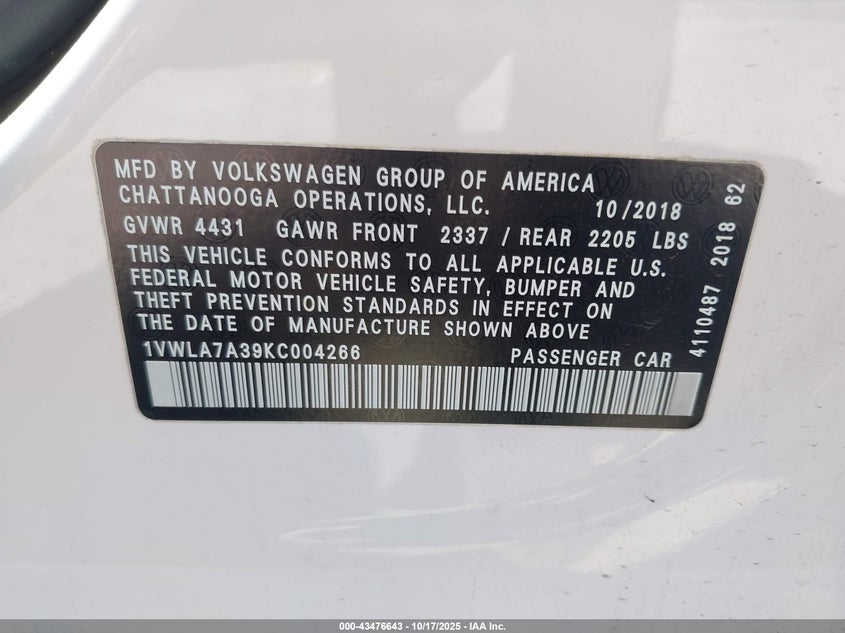 MFD BY VOLKSWAGEN GROUP OF AMERICA
CHATTANOOGA OPERATIONS, LLC. 10/2018
GVWR 4431 GAWR FRONT 2337 / REAR 2205 LBS
THIS VEHICLE CONFORMS TO ALL APPLICABLE U.S.
FEDERAL MOTOR VEHICLE SAFETY, BUMPER AND
THEFT PREVENTION STANDARDS IN EFFECT ON
THE DATE OF MANUFACTURE SHOWN ABOVE
1VWLA7A39KC004266 PASSENGER CAR
4110487 2018 62
000-43476643 - 10/17/2025 - IAA Inc.